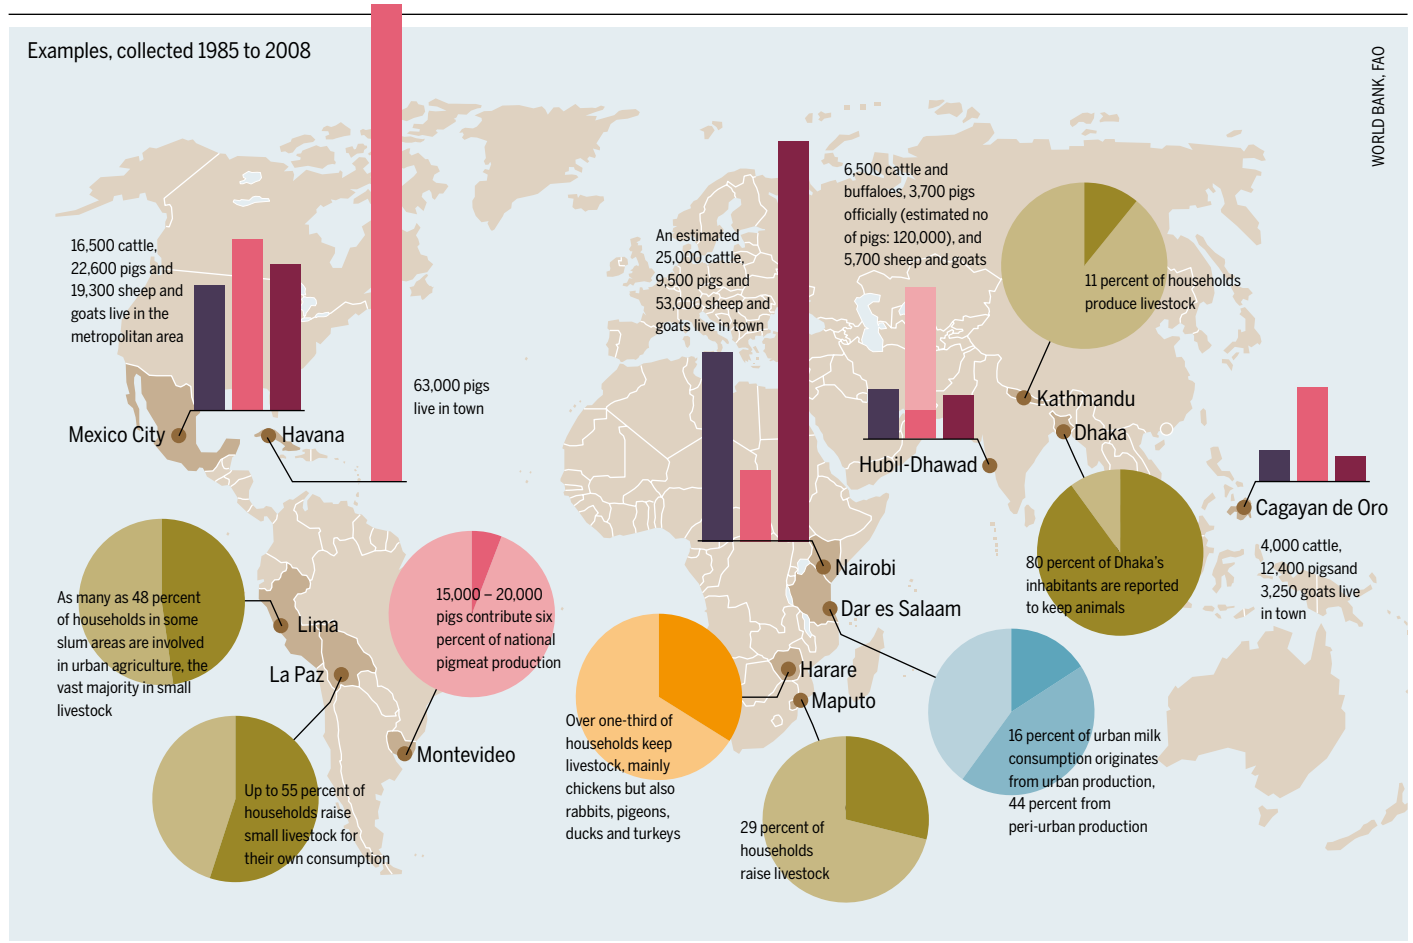 Examples, collected 1985 to 2008
WORLD BANK, FAO
16,500 cattle,
22,600 pigs and
19,300 sheep and
goats live in the
metropolitan area
Mexico City
63,000 pigs
live in town
Havana
An estimated
25,000 cattle,
9,500 pigs and
53,000 sheep and
goats live in town
Nairobi
6,500 cattle and
buffaloes, 3,700 pigs
officially (estimated no
of pigs: 120,000), and
5,700 sheep and goats
Hubil-Dhawad
11 percent of households
produce livestock
Kathmandu
Dhaka
80 percent of Dhaka's
inhabitants are reported
to keep animals
Cagayan de Oro
4,000 cattle,
12,400 pigsand
3,250 goats live
in town
As many as 48 percent
of households in some
slum areas are involved
in urban agriculture, the
vast majority in small
livestock
Lima
La Paz
Up to 55 percent of
households raise
small livestock for
their own consumption
15,000 – 20,000
pigs contribute six
percent of national
pigmeat production
Montevideo
Dar es Salaam
16 percent of urban milk
consumption originates
from urban production,
44 percent from
peri-urban production
Harare
Over one-third of
households keep
livestock, mainly
chickens but also
rabbits, pigeons,
ducks and turkeys
Maputo
29 percent of
households
raise livestock